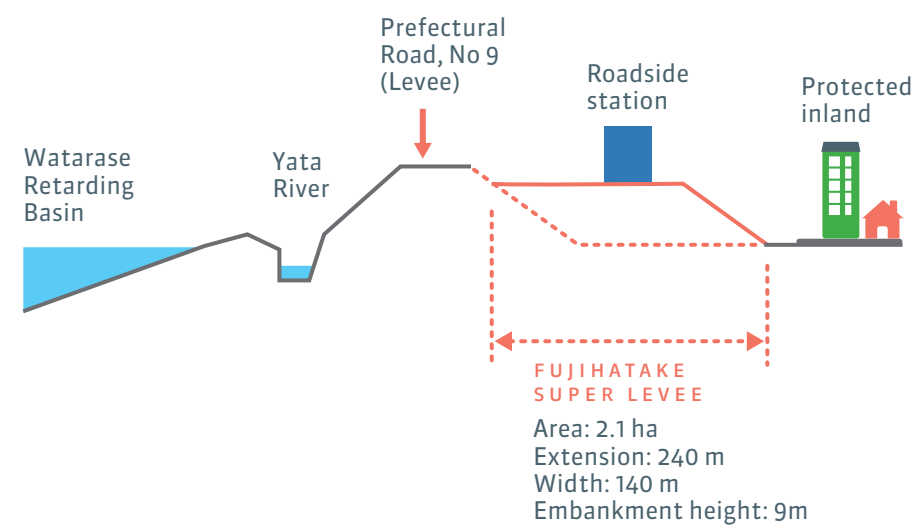 Prefectural
Road, No 9
(Levee)
Roadside
station
Protected
inland
Watarase
Retarding
Basin
Yata
River
FUJIHATAKE
SUPER LEVEE
Area: 2.1 ha
Extension: 240 m
Width: 140 m
Embankment height: 9m